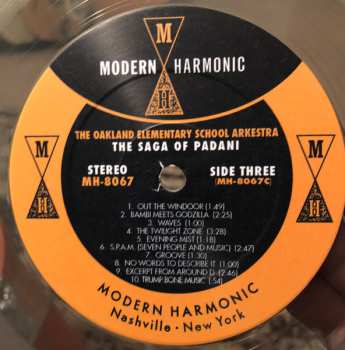 M
H
MODERN HARMONIC
THE OAKLAND ELEMENTARY SCHOOL ARKESTRA
THE SAGA OF PADANI
STEREO
MH-8067
SIDE THREE
(MH-8067C)
1. OUT THE WINDOOR (1:49)
2. BAMBI MEETS GODZILLA (2:25)
3. WAVES (1:00)
4. THE TWILIGHT ZONE (3:28)
5. EVENING MIST (1:18)
6. S.P.A.M. (SEVEN PEOPLE AND MUSIC) (2:47)
7. GROOVE (1:30)
8. NO WORDS TO DESCRIBE IT (1:00)
9. EXCERPT FROM AROUND (2:46)
10. TRUMP.BONE MUSIC (:54)
M
H
M
H
MODERN HARMONIC
Nashville · New York